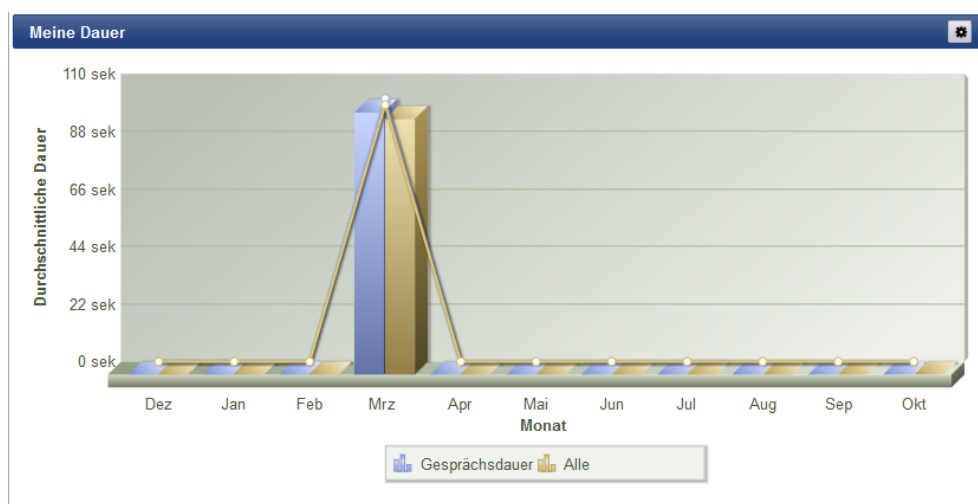 Meine Dauer
110 sek
88 sek
66 sek
44 sek
22 sek
0 sek
Durchschnittliche Dauer
Dez Jan Feb Mrz Apr Mai Jun Jul Aug Sep Okt
Monat
Gesprächsdauer Alle